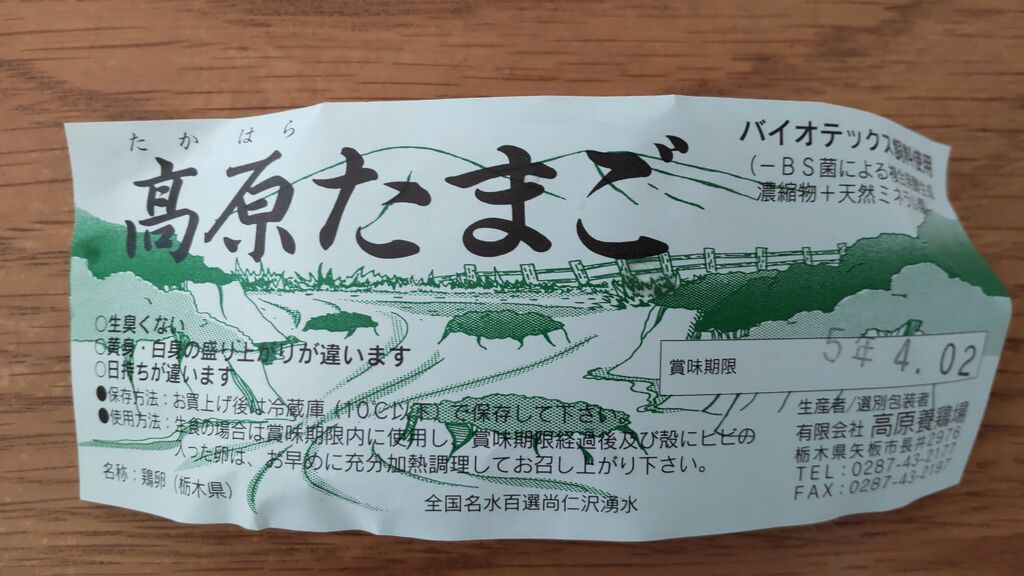 たかはら
高原たまご
バイオテックス飼料使用
(－BS菌による
濃縮物＋天然ミネラル
○生臭くない
○黄身・白身の盛り上がりが違います
○日持ちが違います
●保存方法：お買上げ後は冷蔵庫（10℃以下）で保存して下さい。
●使用方法：生食の場合は賞味期限内に使用し、賞味期限経過後及び殻にヒビの
入った卵は、お早めに充分加熱調理してお召し上がり下さい。
名称：鶏卵（栃木県）
全国名水百選尚仁沢湧水
賞味期限 5年 4.02
生産者/選別包装者
有限会社 高原養鶏場
栃木県矢板市長井2976
TEL：0287-43-2171
FAX：0287-43-2197